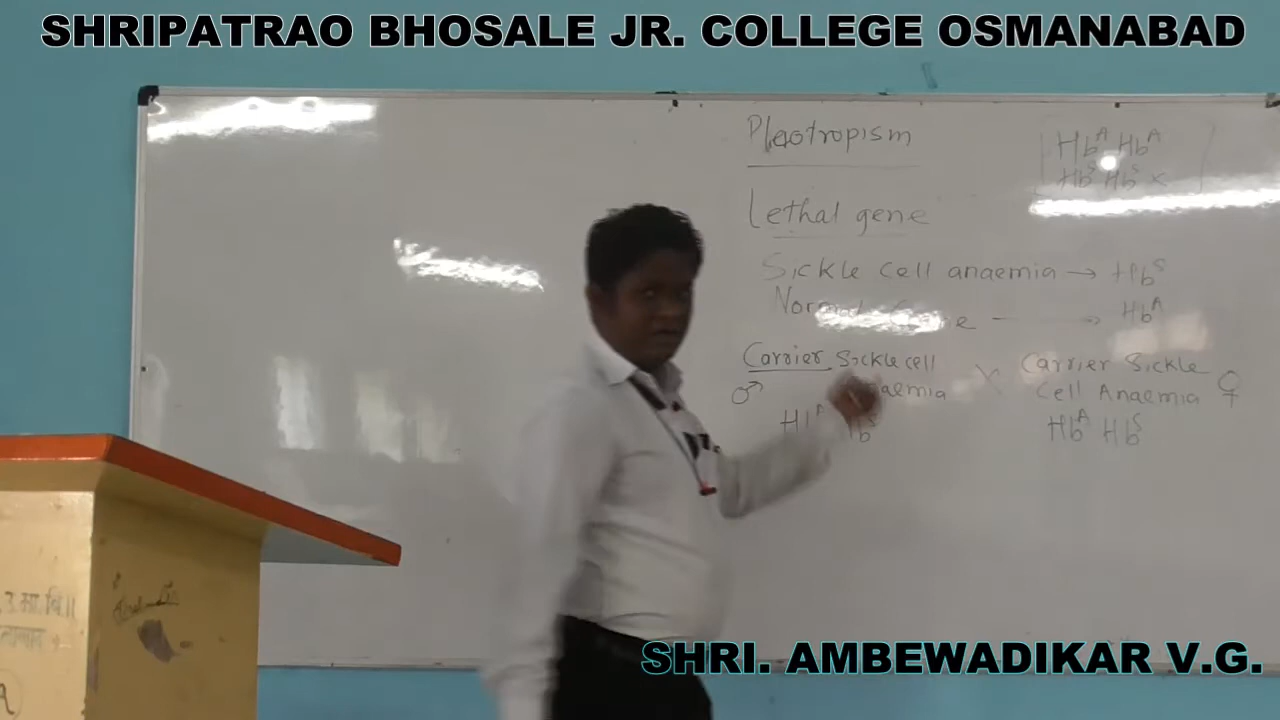 SHRIPATRAO BHOSALE JR. COLLEGE OSMANABAD
Pleotropism
Hb^A Hb^A
Hb^S Hb^S ×
Lethal gene
Sickle cell anaemia → Hb^S
Hb^A
Carrier Sickle cell
♂
Hb^S
× Carrier Sickle
Cell Anaemia ♀
Hb^A Hb^S
SHRI. AMBEWADIKAR V.G.